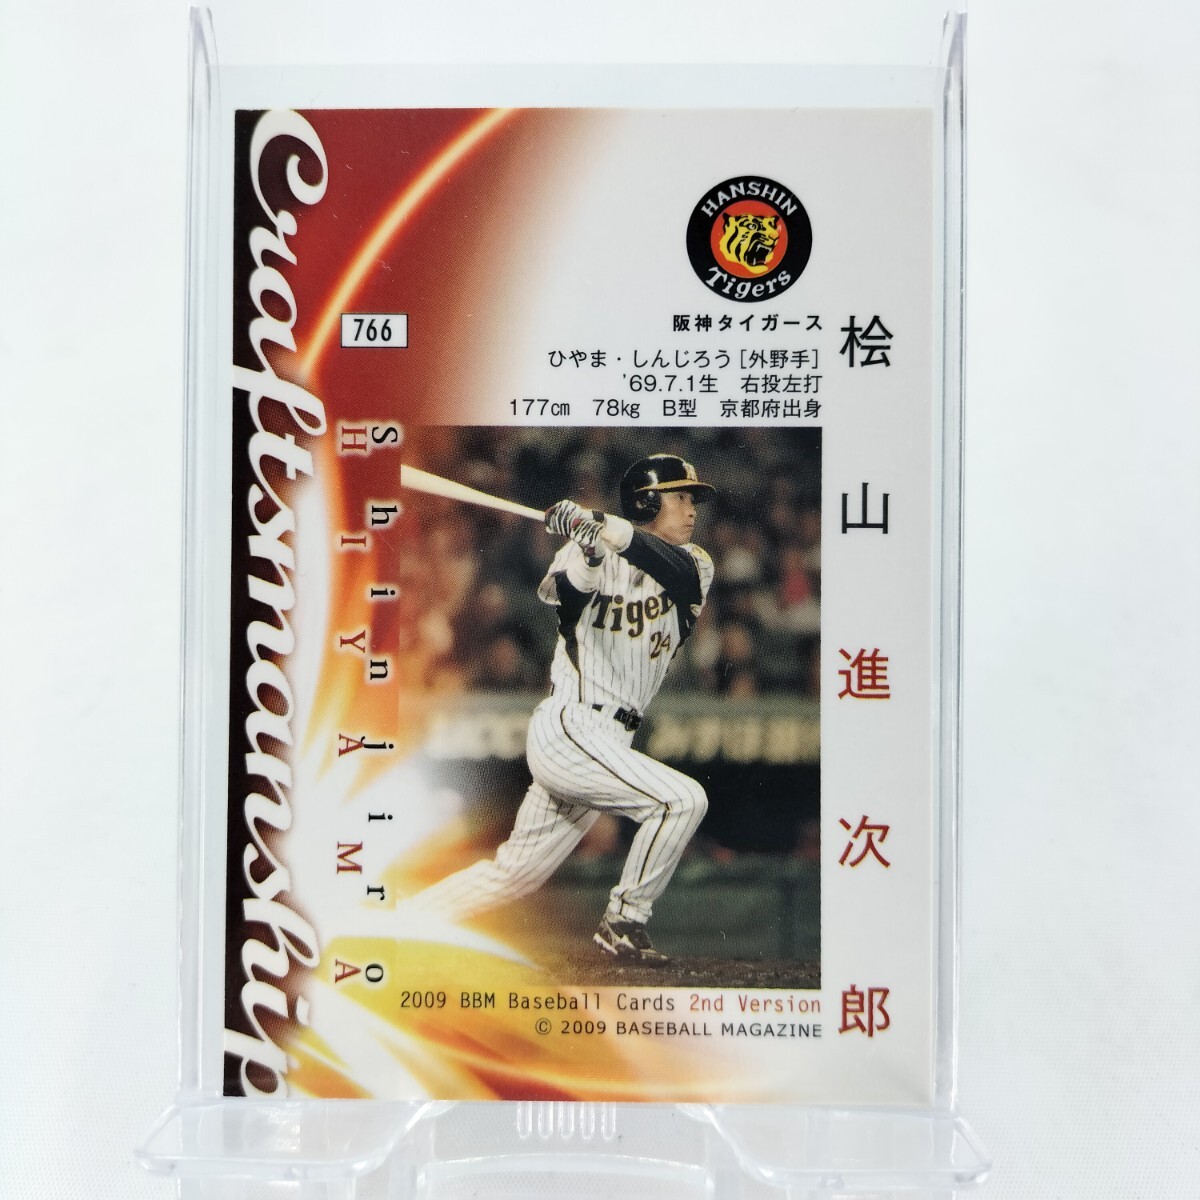 Craftsmanship
HANSHIN
Tigers
阪神タイガース
766
ひやま・しんじろう [外野手]
'69.7.1生 右投左打
177cm 78kg B型 京都府出身
桧山進次郎
Shinjiro
HIYAMA
Tigers
24
2009 BBM Baseball Cards 2nd Version
© 2009 BASEBALL MAGAZINE